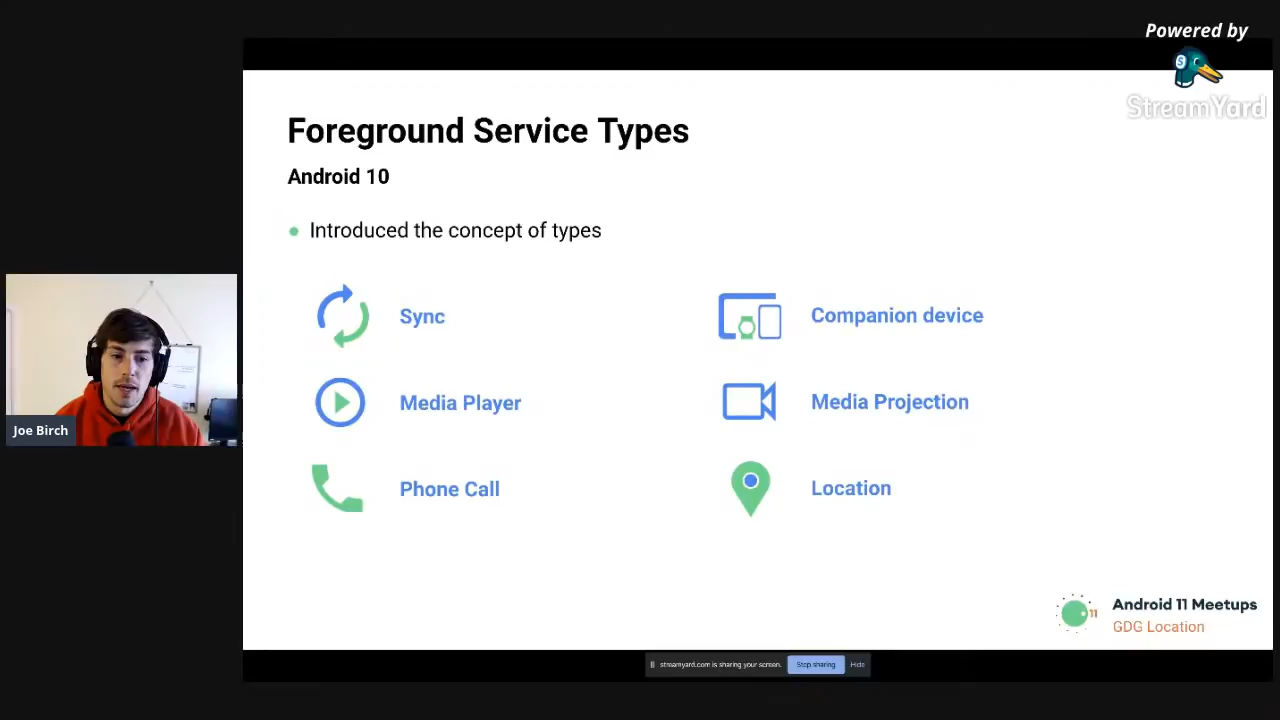 Powered by
StreamYard
Foreground Service Types
Android 10
Introduced the concept of types
Sync
Companion device
Media Player
Media Projection
Phone Call
Location
Joe Birch
11
Android 11 Meetups
GDG Location
streamyard.com is sharing your screen.
Stop sharing
Hide